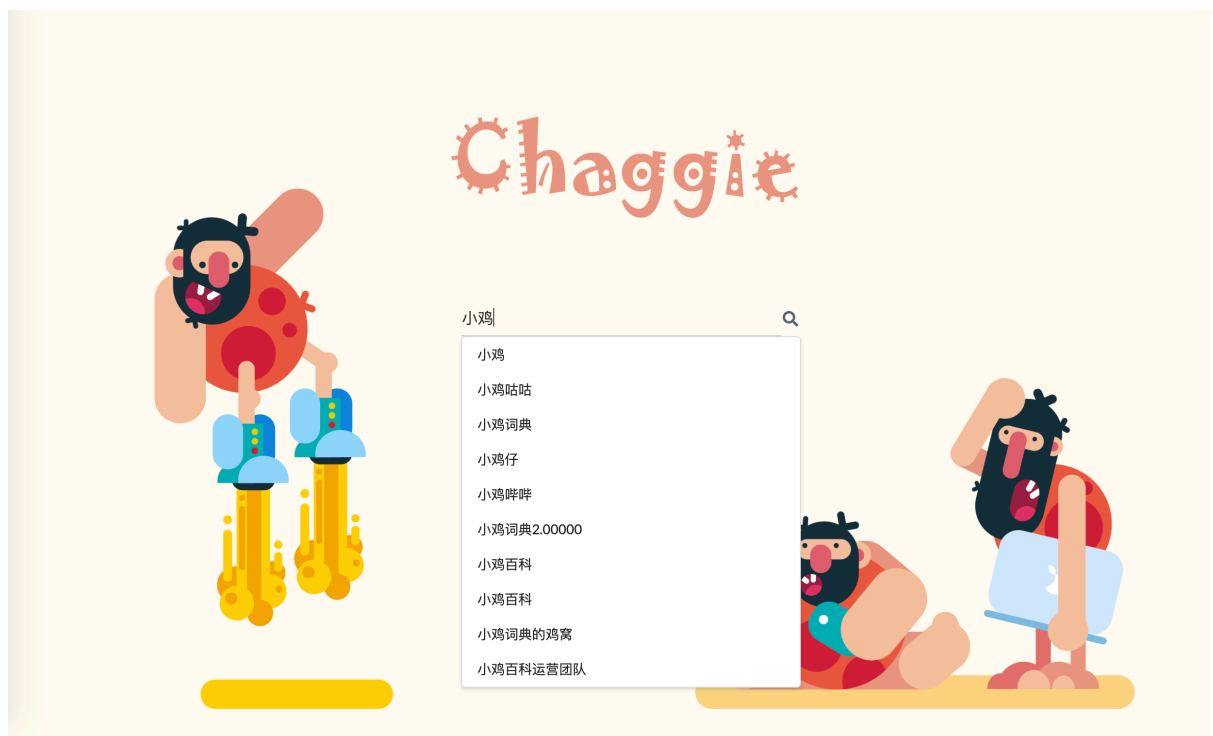 Chaggie
小鸡
小鸡
小鸡咕咕
小鸡词典
小鸡仔
小鸡哔哔
小鸡词典2.00000
小鸡百科
小鸡百科
小鸡词典的鸡窝
小鸡百科运营团队